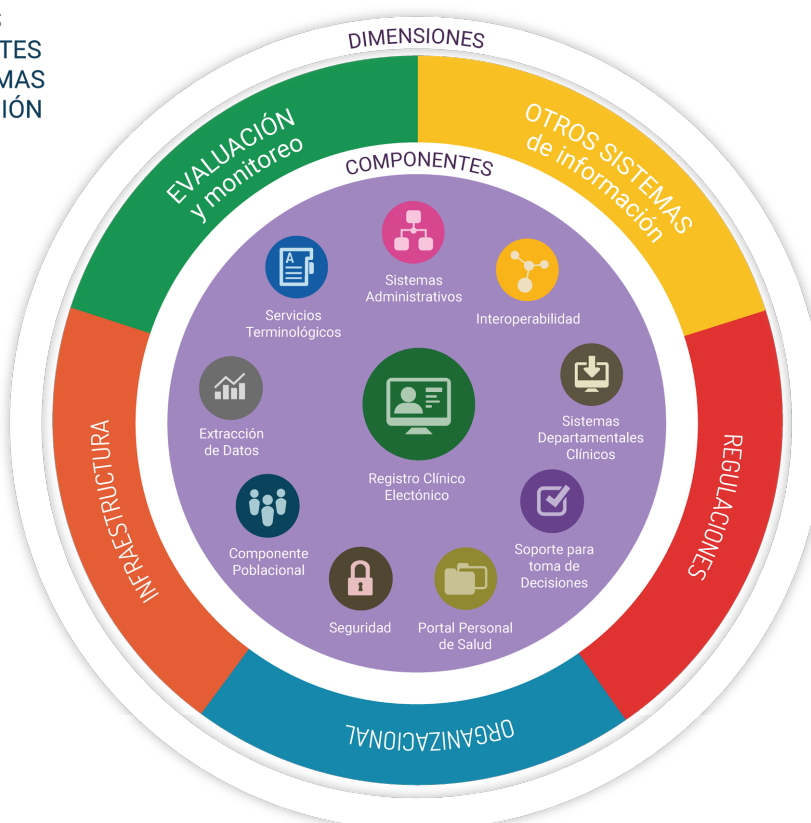 S
TES
MAS
IÓN
DIMENSIONES
EVALUACIÓN
y monitoreo
OTROS SISTEMAS
de información
COMPONENTES
Sistemas
Administrativos
Servicios
Terminológicos
Interoperabilidad
Extracción
de Datos
Registro Clínico
Electónico
Sistemas
Departamentales
Clínicos
Componente
Poblacional
Soporte para
toma de
Decisiones
Seguridad
Portal Personal
de Salud
INFRAESTRUCTURA
REGULACIONES
ORGANIZACIONAL